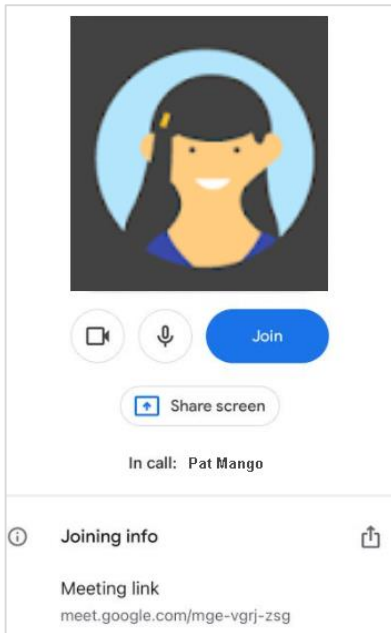 Join
Share screen
In call: Pat Mango
Joining info
Meeting link
meet.google.com/mge-vgrj-zsg